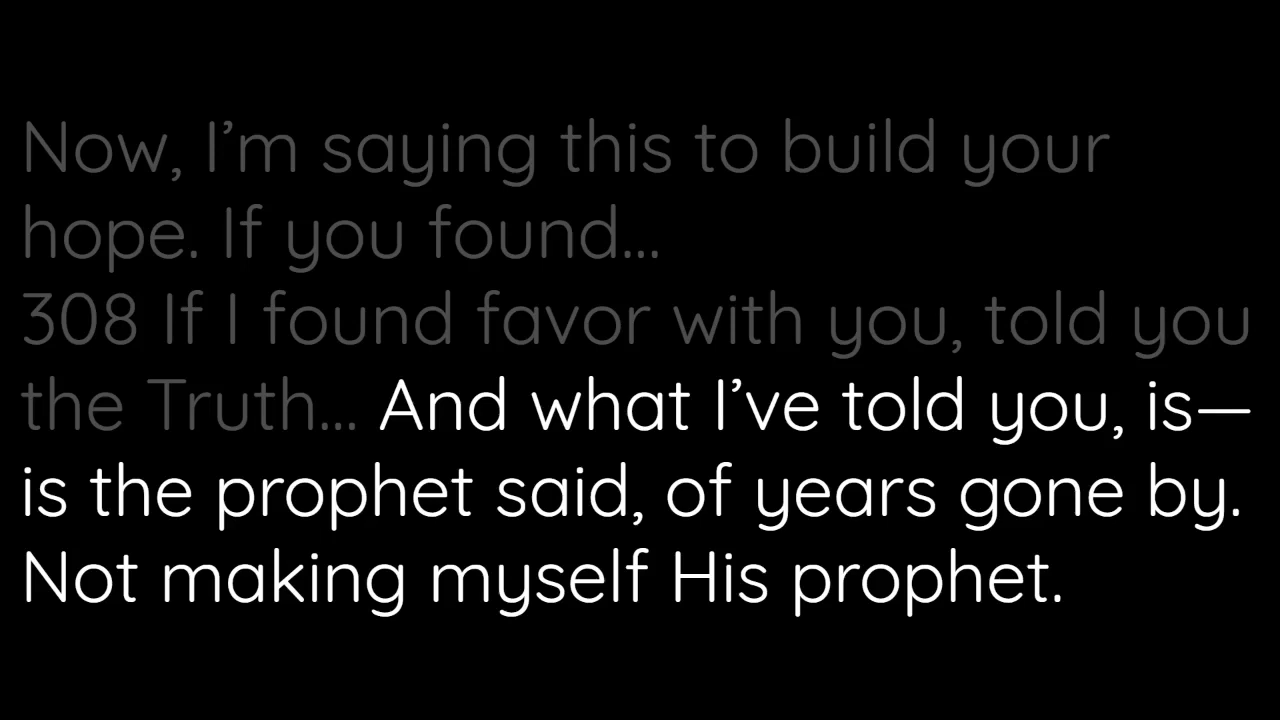 Now, I’m saying this to build your
hope. If you found...
308 If I found favor with you, told you
the Truth... And what I’ve told you, is—
is the prophet said, of years gone by.
Not making myself His prophet.